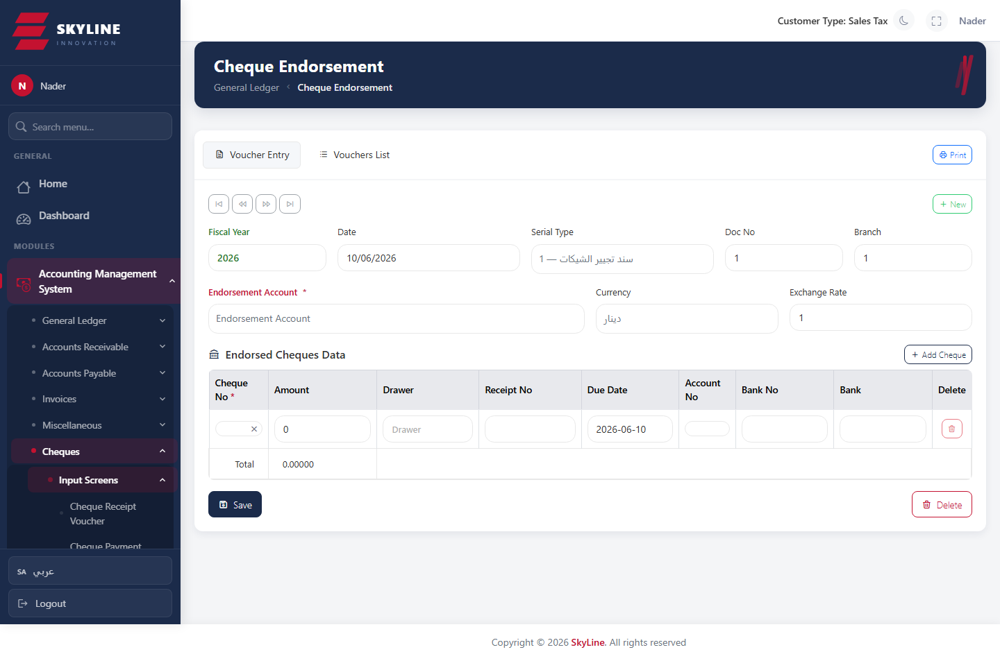 SKYLINE
INNOVATION
N
Nader
Search menu...
GENERAL
Home
Dashboard
MODULES
Accounting Management
System
General Ledger
Accounts Receivable
Accounts Payable
Invoices
Miscellaneous
Cheques
Input Screens
Cheque Receipt
Voucher
Cheque Payment
SA عربي
Logout
Customer Type: Sales Tax
Nader
Cheque Endorsement
General Ledger
Cheque Endorsement
Voucher Entry
Vouchers List
Print
New
Fiscal Year
Date
Serial Type
Doc No
Branch
2026
10/06/2026
1 — سند تجيير الشيكات
1
1
Endorsement Account *
Currency
Exchange Rate
Endorsement Account
دينار
1
Endorsed Cheques Data
Add Cheque
Cheque No *
Amount
Drawer
Receipt No
Due Date
Account No
Bank No
Bank
Delete
0
Drawer
2026-06-10
Total
0.00000
Save
Delete
Copyright © 2026 SkyLine. All rights reserved